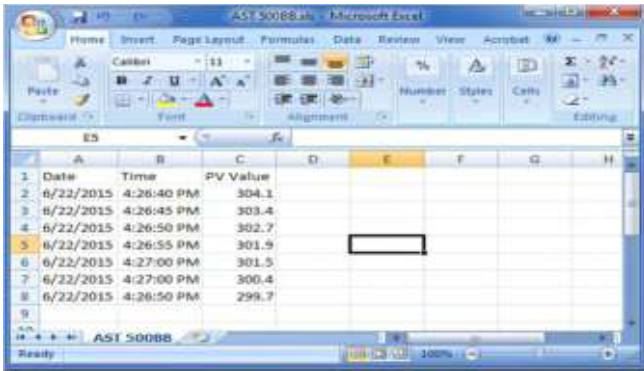 AST 500BB.xls - Microsoft Excel
Home Insert Page Layout Formulas Data Review View Acrobat
Calibri 11
Paste
B I U
Number Styles Cells
Clipboard Font Alignment Editing
E5 fx
A B C D E F G H
1 Date Time PV Value
2 6/22/2015 4:26:40 PM 304.1
3 6/22/2015 4:26:45 PM 303.4
4 6/22/2015 4:26:50 PM 302.7
5 6/22/2015 4:26:55 PM 301.9
6 6/22/2015 4:27:00 PM 301.5
7 6/22/2015 4:27:00 PM 300.4
8 6/22/2015 4:26:50 PM 299.7
9
AST 500BB
Ready 100%